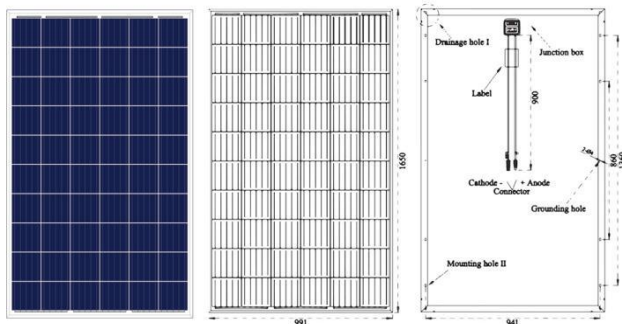 Drainage hole I
Junction box
Label
900
1650
860
Cathode - + Anode
Connector
Grounding hole
Mounting hole II
991
941